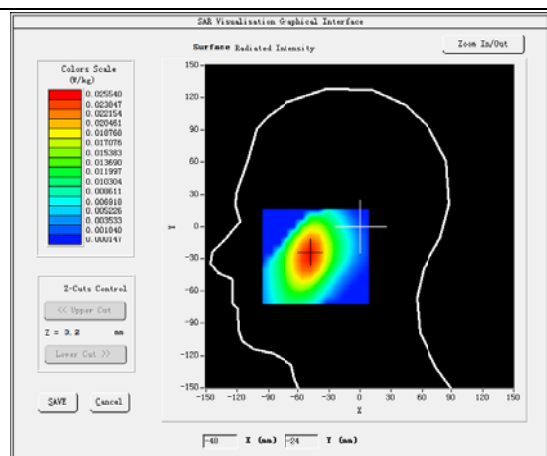 SAR Visualisation Graphical Interface
Surface Radiated Intensity
Zoom In/Out
Colors Scale
(W/kg)
0.025540
0.023847
0.022154
0.020461
0.018768
0.017076
0.015383
0.013690
0.011997
0.010304
0.008611
0.006918
0.005226
0.003533
0.001840
0.000147
150
120
90
60
30
0
-30
-60
-90
-120
-150
Y
-150 -120 -90 -60 -30 0 30 60 90 120 150
X
Z-Cuts Control
<< Upper Cut
Z = 3.2 mm
Lower Cut >>
SAVE Cancel
-48 X (mm) -24 Y (mm)